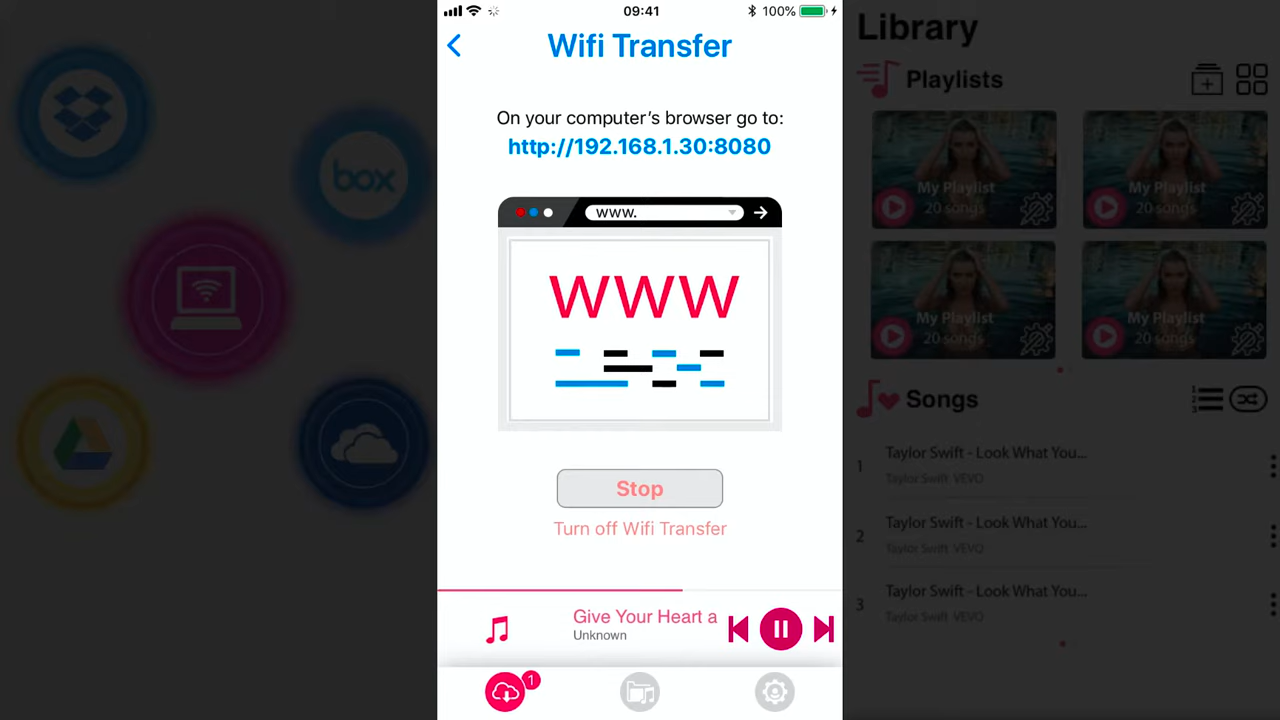 09:41
100%
Wifi Transfer
On your computer's browser go to:
http://192.168.1.30:8080
www.
WWW
Stop
Turn off Wifi Transfer
Give Your Heart a
Unknown
1
box
Library
Playlists
My Playlist
20 songs
My Playlist
20 songs
My Playlist
20 songs
My Playlist
20 songs
Songs
1
Taylor Swift - Look What You...
Taylor Swift VEVO
2
Taylor Swift - Look What You...
Taylor Swift VEVO
3
Taylor Swift - Look What You...
Taylor Swift VEVO